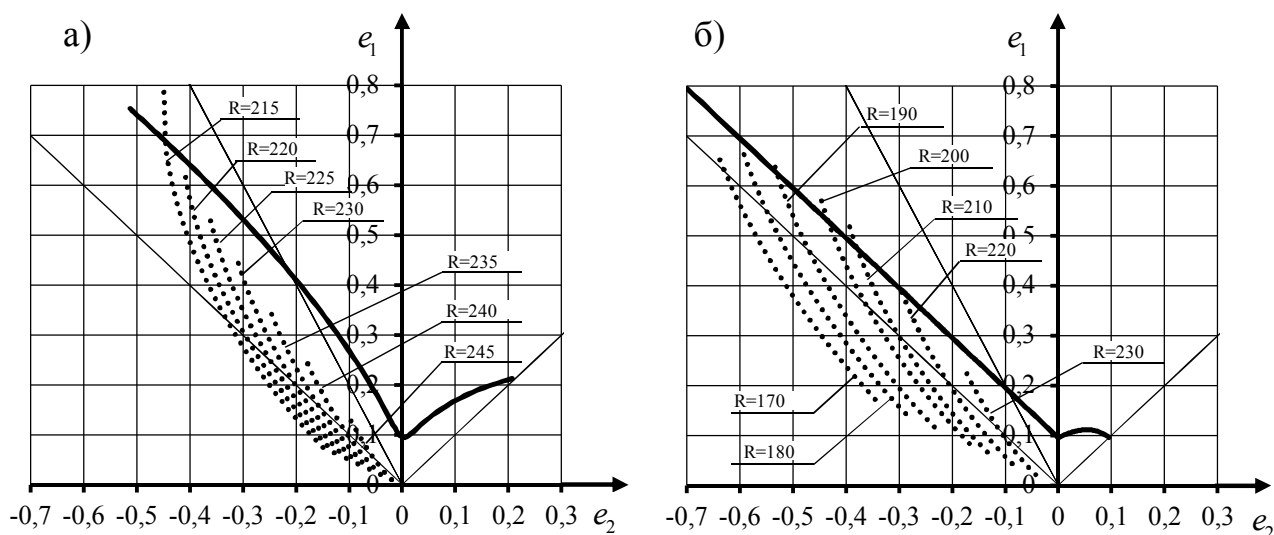 а)
e₁
0,8
R=215
0,7
R=220
0,6
R=225
R=230
0,5
R=235
0,4
R=240
0,3
R=245
0,2
0,1
0
-0,7 -0,6 -0,5 -0,4 -0,3 -0,2 -0,1 0 0,1 0,2 0,3
e₂
б)
e₁
0,8
R=190
0,7
R=200
0,6
R=210
0,5
R=220
0,4
0,3
R=230
0,2
R=170
0,1
R=180
0
-0,7 -0,6 -0,5 -0,4 -0,3 -0,2 -0,1 0 0,1 0,2 0,3
e₂